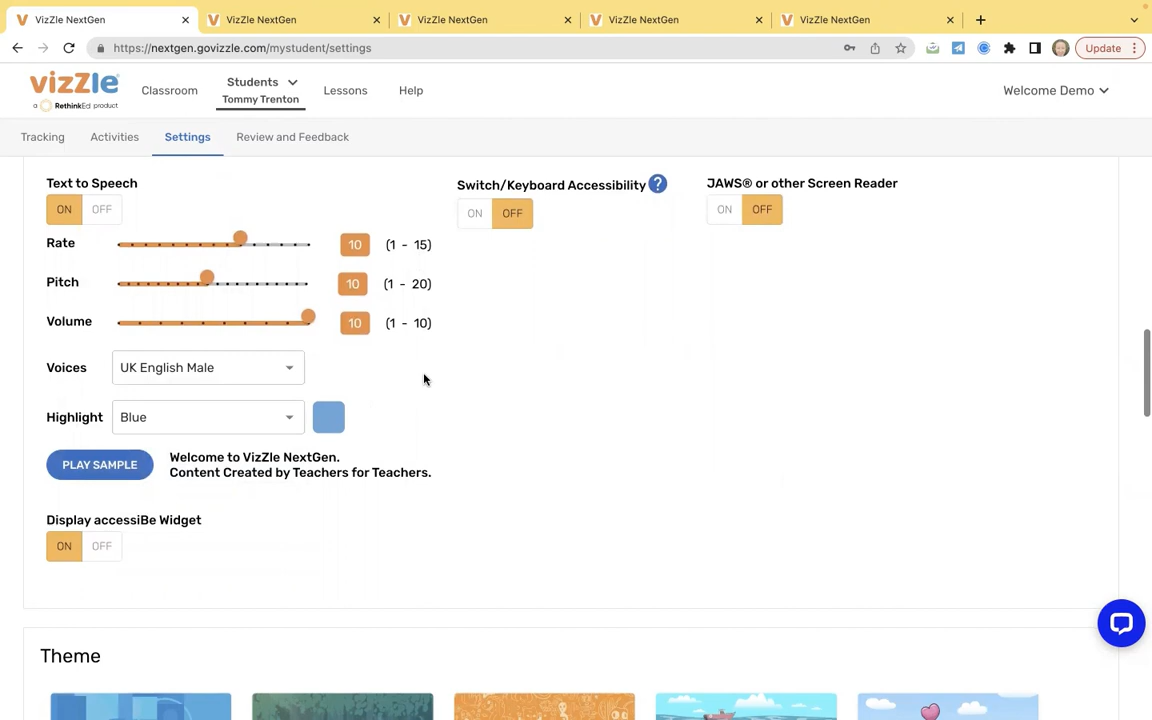 VizZle NextGen
VizZle NextGen
VizZle NextGen
VizZle NextGen
VizZle NextGen
https://nextgen.govizzle.com/mystudent/settings
Update
vizZle
a RethinkEd product
Classroom
Students
Tommy Trenton
Lessons
Help
Welcome Demo
Tracking
Activities
Settings
Review and Feedback
Text to Speech
ON OFF
Switch/Keyboard Accessibility ?
ON OFF
JAWS® or other Screen Reader
ON OFF
Rate 10 (1 - 15)
Pitch 10 (1 - 20)
Volume 10 (1 - 10)
Voices UK English Male
Highlight Blue
PLAY SAMPLE
Welcome to VizZle NextGen.
Content Created by Teachers for Teachers.
Display accessiBe Widget
ON OFF
Theme